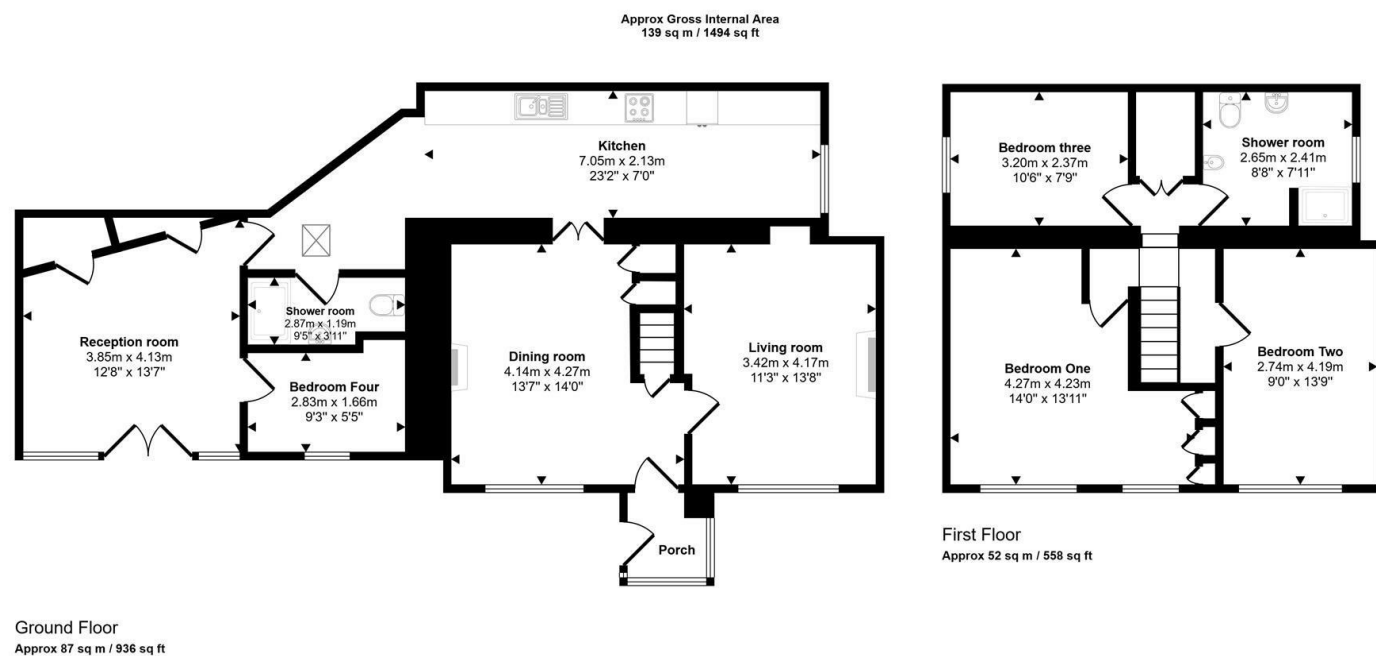 Approx Gross Internal Area
139 sq m / 1494 sq ft
Kitchen
7.05m x 2.13m
23'2" x 7'0"
Reception room
3.85m x 4.13m
12'8" x 13'7"
Shower room
2.87m x 1.19m
9'5" x 3'11"
Bedroom Four
2.83m x 1.66m
9'3" x 5'5"
Dining room
4.14m x 4.27m
13'7" x 14'0"
Living room
3.42m x 4.17m
11'3" x 13'8"
Porch
Ground Floor
Approx 87 sq m / 936 sq ft
Bedroom three
3.20m x 2.37m
10'6" x 7'9"
Shower room
2.65m x 2.41m
8'8" x 7'11"
Bedroom One
4.27m x 4.23m
14'0" x 13'11"
Bedroom Two
2.74m x 4.19m
9'0" x 13'9"
First Floor
Approx 52 sq m / 558 sq ft